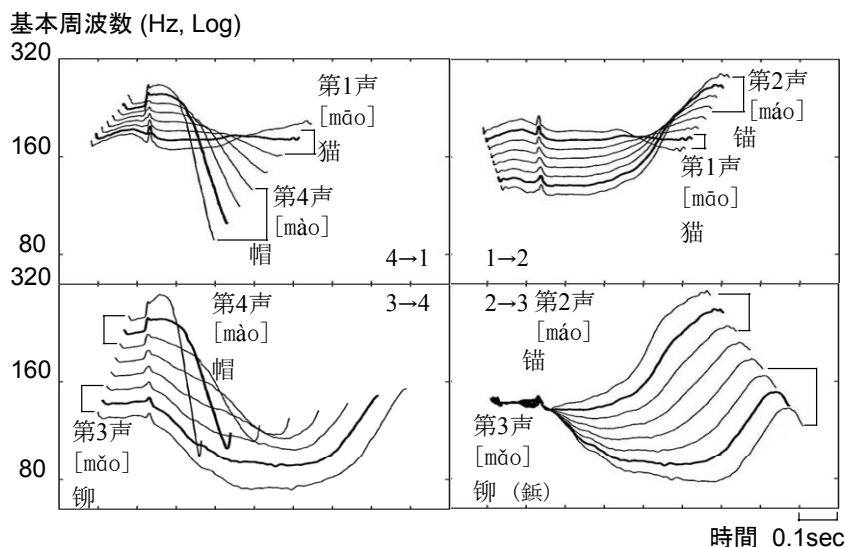 基本周波数 (Hz, Log)
320
160
80
第1声
[māo]
猫
第4声
[mào]
帽
4→1
第2声
[máo]
锚
第1声
[māo]
猫
1→2
320
160
80
第4声
[mào]
帽
3→4
第3声
[mǎo]
铆
2→3 第2声
[máo]
锚
第3声
[mǎo]
铆 (鋲)
時間 0.1sec